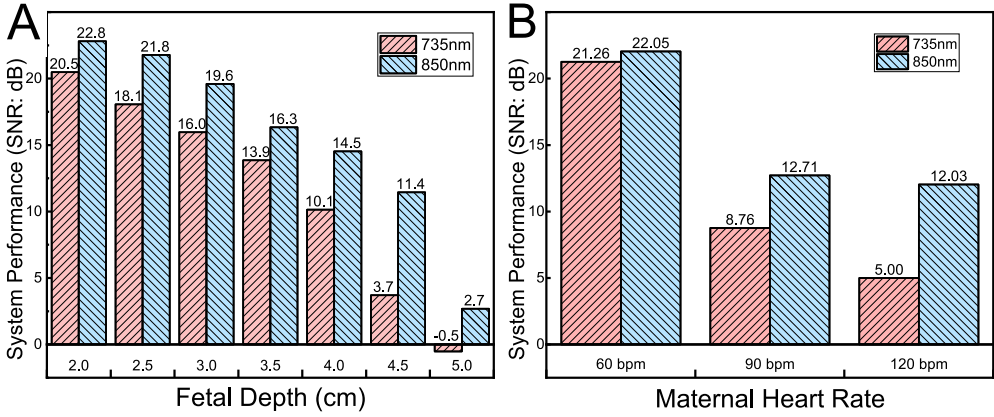 A
System Performance (SNR: dB)
20
15
10
5
0
735nm
850nm
20.5
22.8
18.1
21.8
16.0
19.6
13.9
16.3
10.1
14.5
3.7
11.4
-0.5
2.7
2.0 2.5 3.0 3.5 4.0 4.5 5.0
Fetal Depth (cm)
B
System Performance (SNR: dB)
20
15
10
5
0
735nm
850nm
21.26
22.05
8.76
12.71
5.00
12.03
60 bpm 90 bpm 120 bpm
Maternal Heart Rate